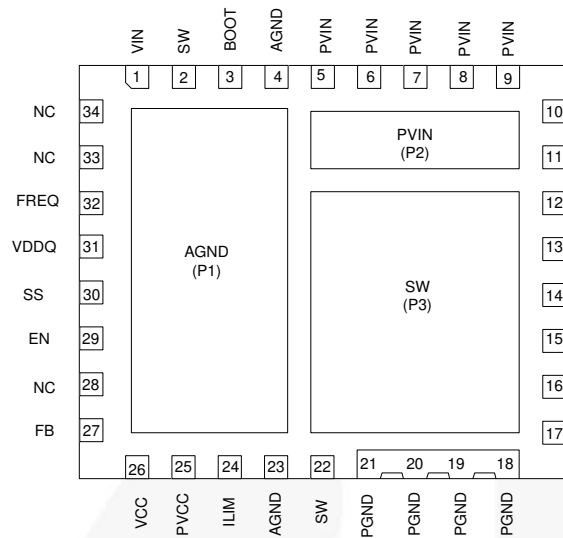 VIN
SW
BOOT
AGND
PVIN
PVIN
PVIN
PVIN
PVIN
1
2
3
4
5
6
7
8
9
NC
34
10
NC
33
11
FREQ
32
12
VDDQ
31
13
SS
30
14
EN
29
15
NC
28
16
FB
27
17
PVIN
(P2)
AGND
(P1)
SW
(P3)
26
25
24
23
22
21
20
19
18
VCC
PVCC
ILIM
AGND
SW
PGND
PGND
PGND
PGND